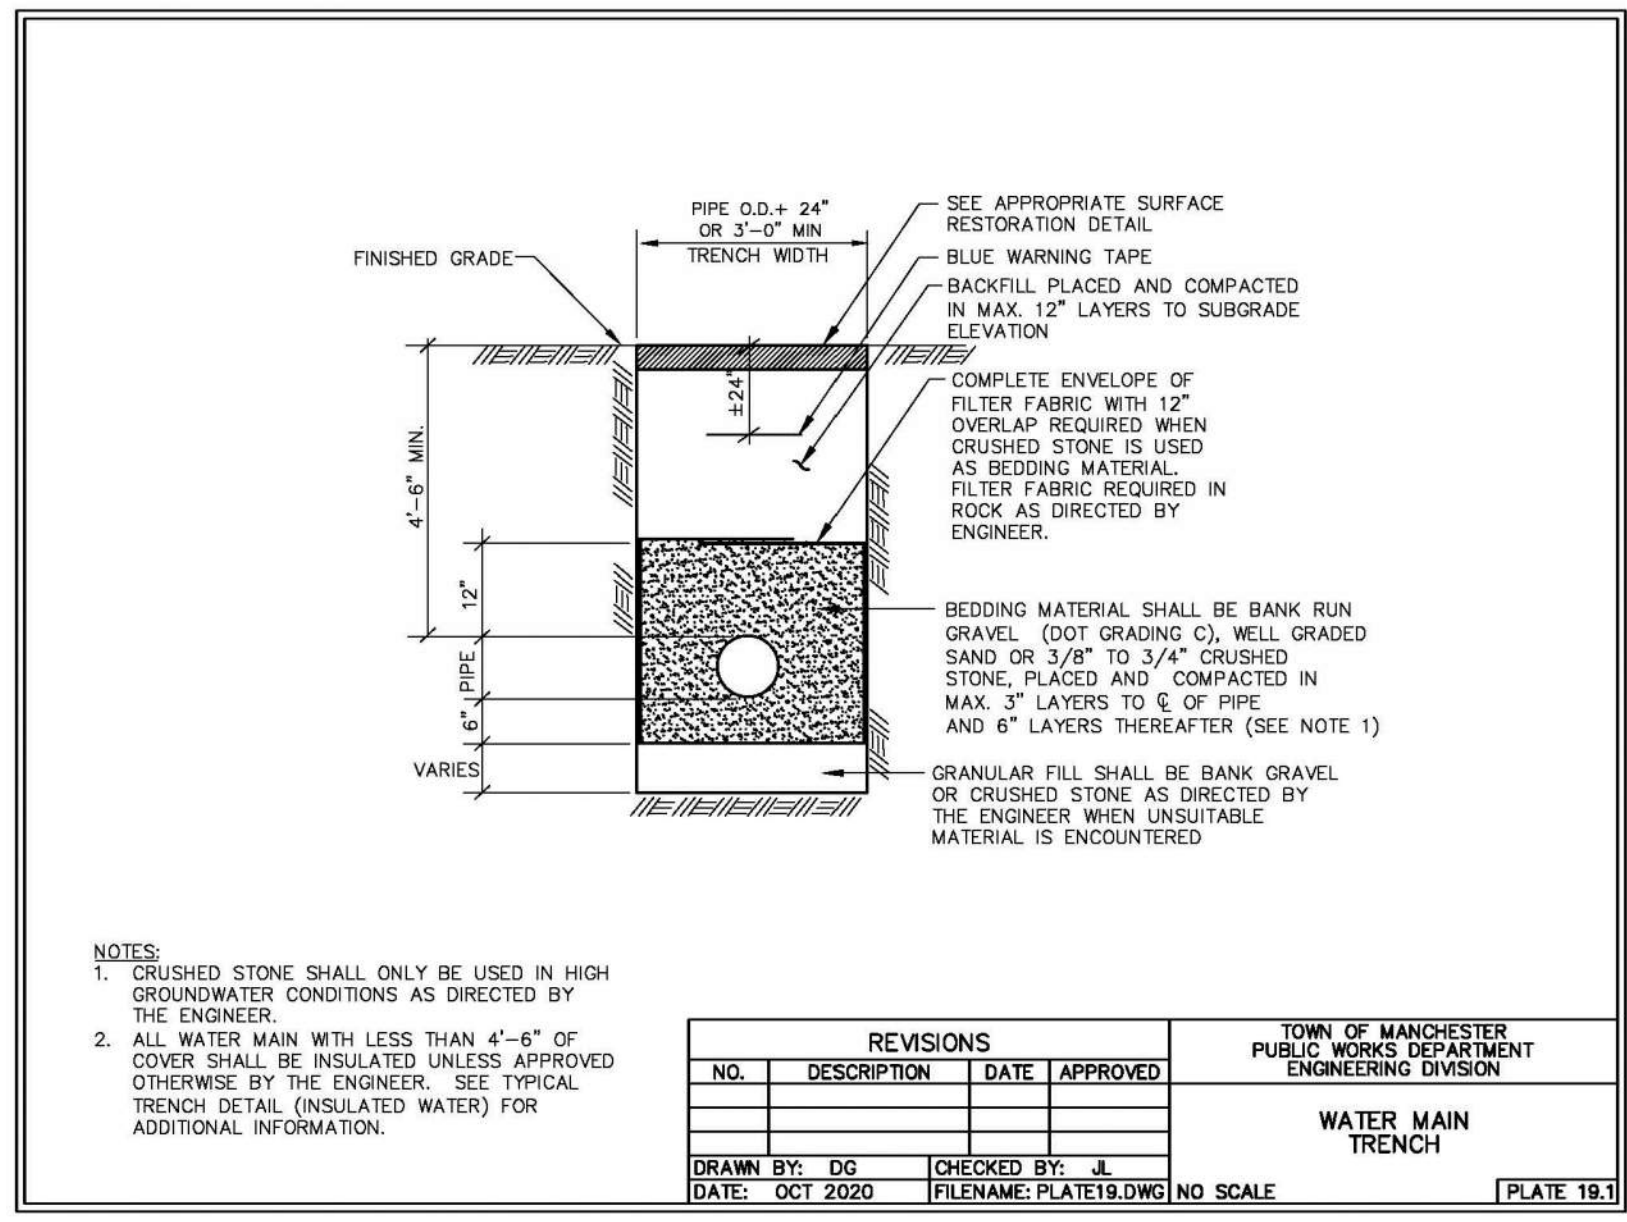 PIPE O.D.+ 24"
OR 3'-0" MIN
TRENCH WIDTH
FINISHED GRADE
SEE APPROPRIATE SURFACE
RESTORATION DETAIL
BLUE WARNING TAPE
BACKFILL PLACED AND COMPACTED
IN MAX. 12" LAYERS TO SUBGRADE
ELEVATION
±24"
4'-6" MIN.
12"
PIPE
6"
VARIES
COMPLETE ENVELOPE OF
FILTER FABRIC WITH 12"
OVERLAP REQUIRED WHEN
CRUSHED STONE IS USED
AS BEDDING MATERIAL.
FILTER FABRIC REQUIRED IN
ROCK AS DIRECTED BY
ENGINEER.
BEDDING MATERIAL SHALL BE BANK RUN
GRAVEL (DOT GRADING C), WELL GRADED
SAND OR 3/8" TO 3/4" CRUSHED
STONE, PLACED AND COMPACTED IN
MAX. 3" LAYERS TO ℄ OF PIPE
AND 6" LAYERS THEREAFTER (SEE NOTE 1)
GRANULAR FILL SHALL BE BANK GRAVEL
OR CRUSHED STONE AS DIRECTED BY
THE ENGINEER WHEN UNSUITABLE
MATERIAL IS ENCOUNTERED
NOTES:
1. CRUSHED STONE SHALL ONLY BE USED IN HIGH
GROUNDWATER CONDITIONS AS DIRECTED BY
THE ENGINEER.
2. ALL WATER MAIN WITH LESS THAN 4'-6" OF
COVER SHALL BE INSULATED UNLESS APPROVED
OTHERWISE BY THE ENGINEER. SEE TYPICAL
TRENCH DETAIL (INSULATED WATER) FOR
ADDITIONAL INFORMATION.
REVISIONS
NO. DESCRIPTION DATE APPROVED
DRAWN BY: DG CHECKED BY: JL
DATE: OCT 2020 FILENAME: PLATE19.DWG
TOWN OF MANCHESTER
PUBLIC WORKS DEPARTMENT
ENGINEERING DIVISION
WATER MAIN
TRENCH
NO SCALE PLATE 19.1